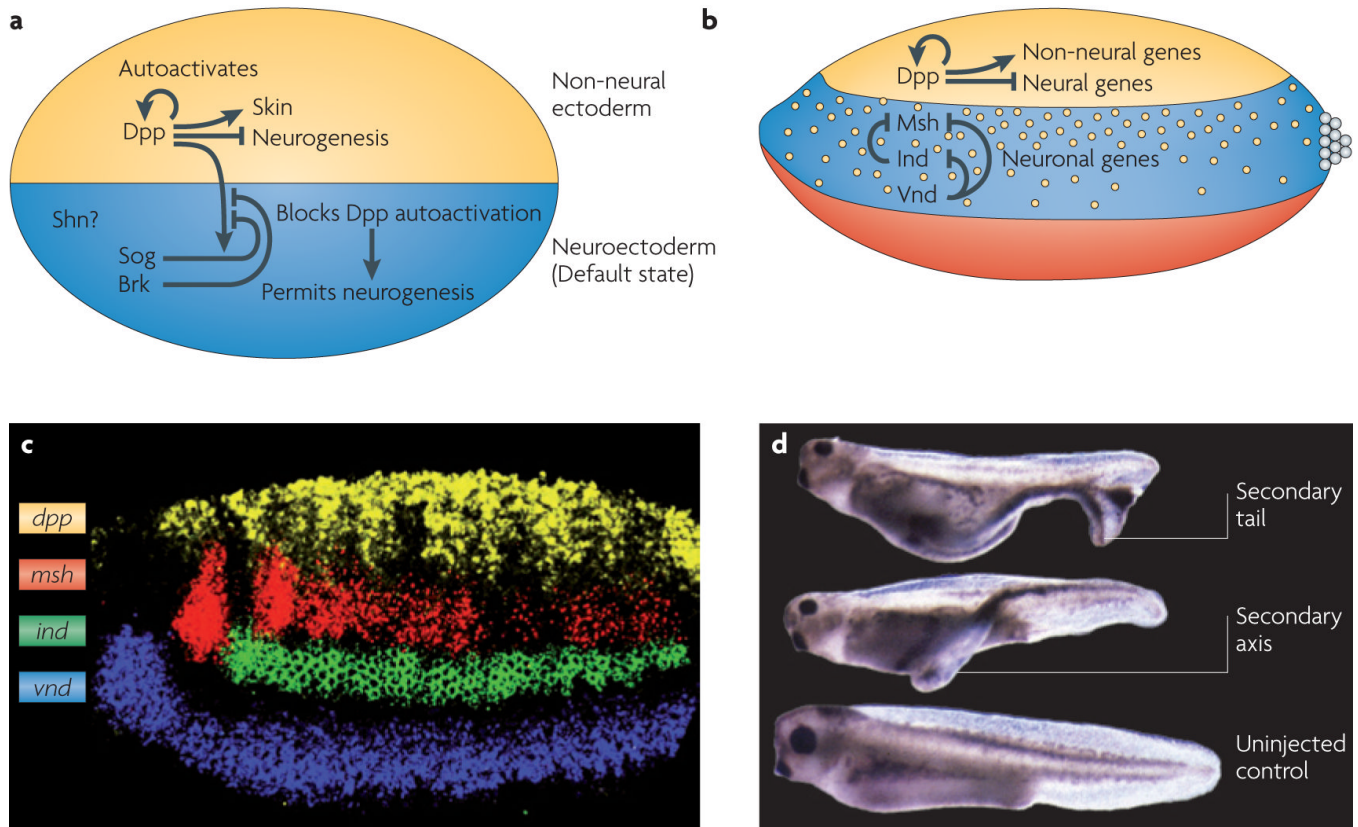 a
Autoactivates
Dpp
Skin
Neurogenesis
Non-neural
ectoderm
Shn?
Sog
Brk
Blocks Dpp autoactivation
Permits neurogenesis
Neuroectoderm
(Default state)
b
Dpp
Non-neural genes
Neural genes
Msh
Ind
Vnd
Neuronal genes
c
dpp
msh
ind
vnd
d
Secondary
tail
Secondary
axis
Uninjected
control